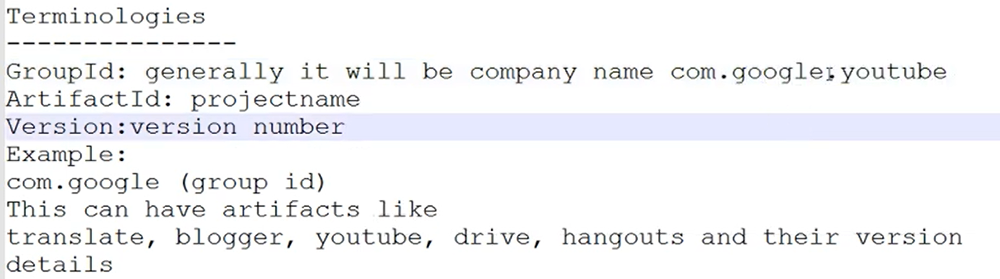 Terminologies
---------------
GroupId: generally it will be company name com.google.youtube
ArtifactId: projectname
Version:version number
Example:
com.google (group id)
This can have artifacts like
translate, blogger, youtube, drive, hangouts and their version
details